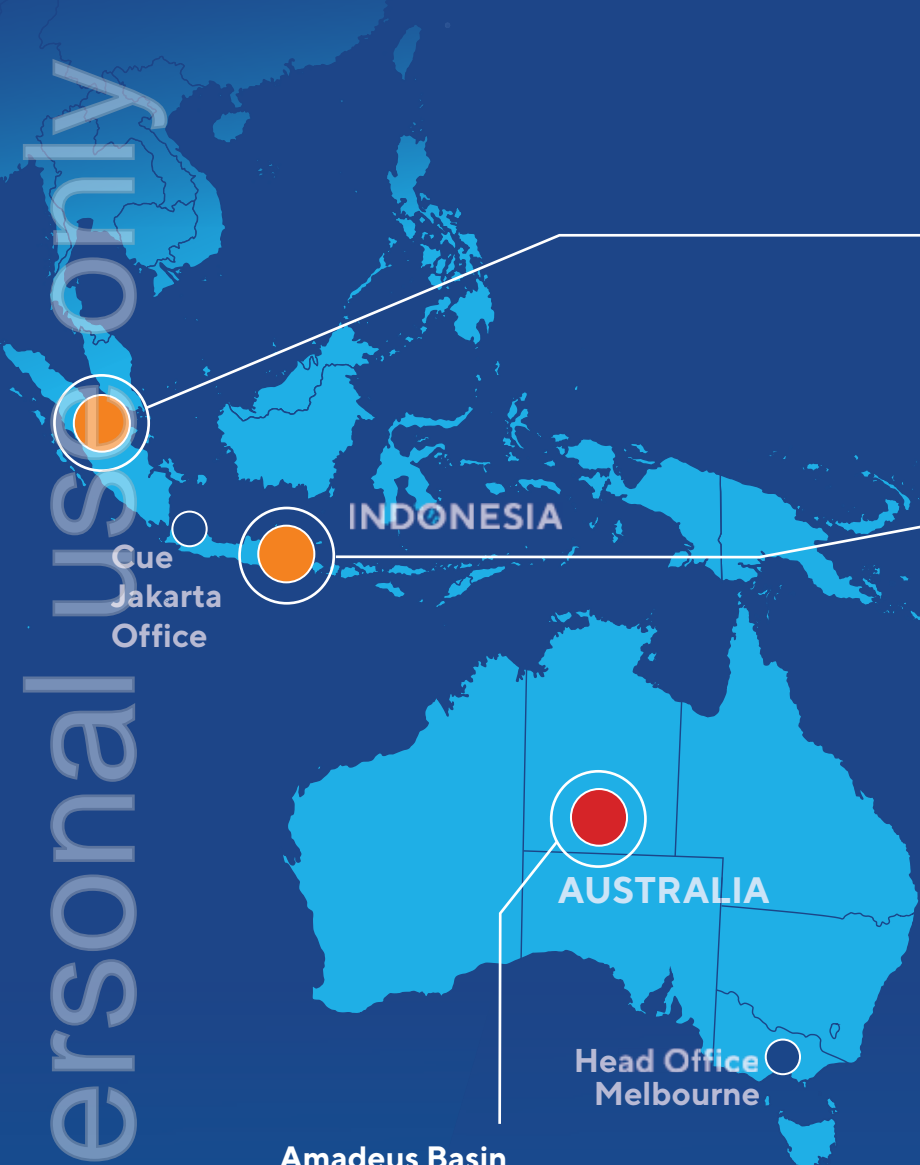 ersonal use only
INDONESIA
Cue
Jakarta
Office
AUSTRALIA
Head Office
Melbourne
Amadeus Basin